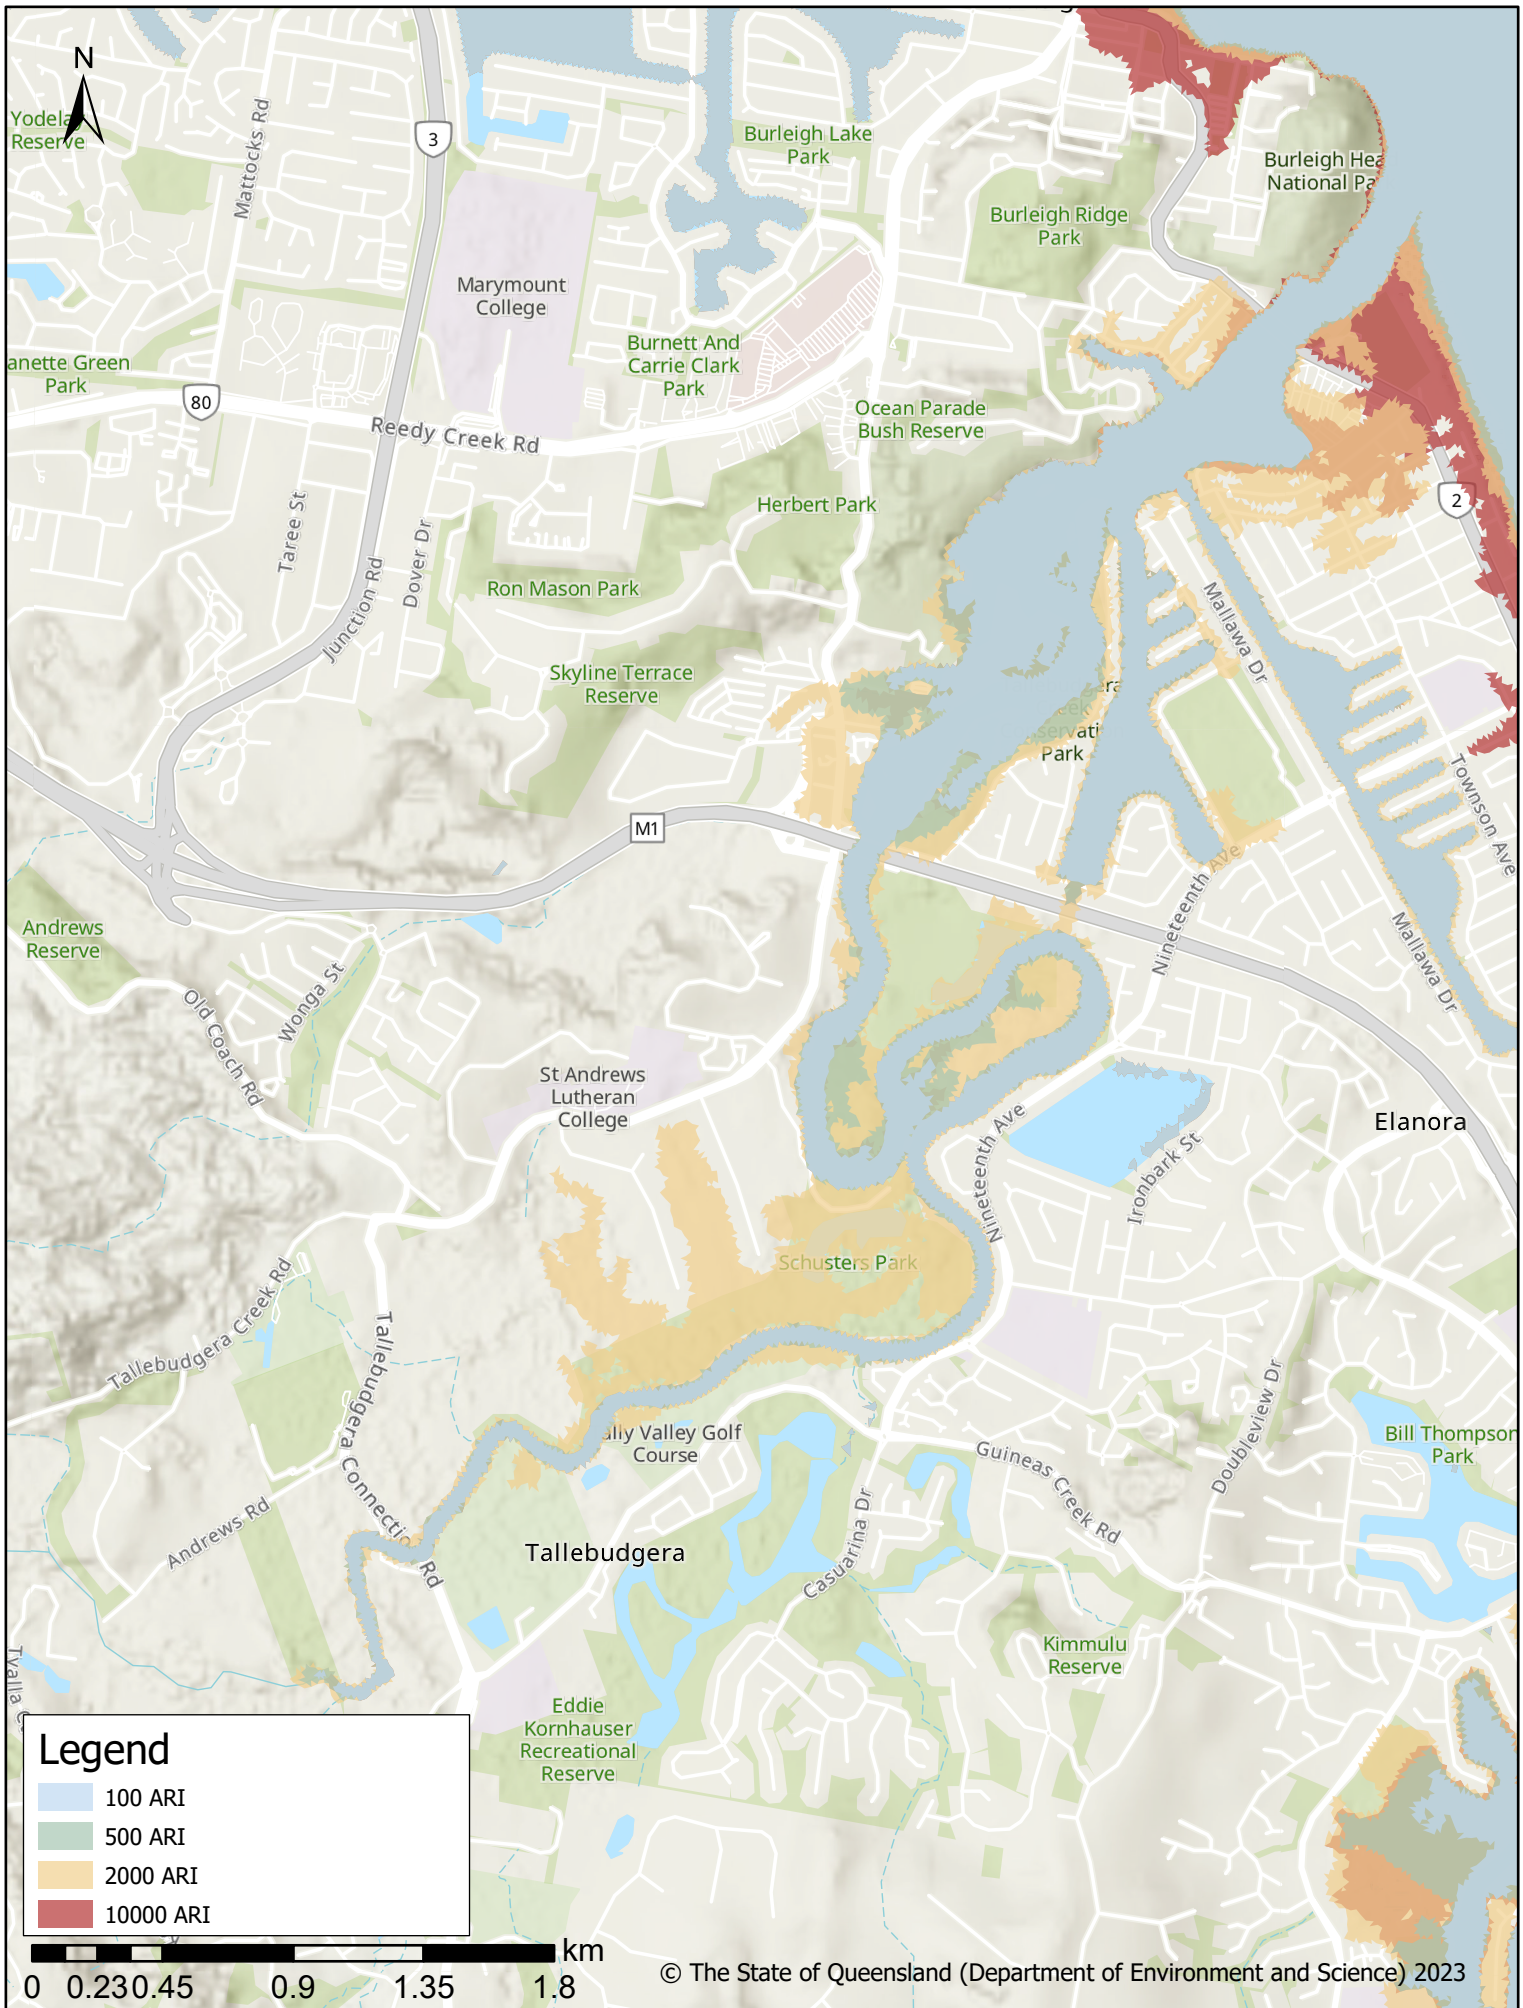 N
Yodelay
Reserve
Mattocks Rd
3
Burleigh Lake
Park
Burleigh Hea
National Pa
Burleigh Ridge
Park
Marymount
College
Burnett And
Carrie Clark
Park
anette Green
Park
80
Reedy Creek Rd
Ocean Parade
Bush Reserve
2
Herbert Park
Taree St
Dover Dr
Junction Rd
Ron Mason Park
Mallawa Dr
Skyline Terrace
Reserve
era
eek
servati
Park
Townson Ave
M1
Nineteenth Ave
Andrews
Reserve
Mallawa Dr
Wonga St
Old Coach Rd
St Andrews
Lutheran
College
Nineteenth Ave
Ironbark St
Elanora
Schusters Park
Tallebudgera Creek Rd
Tallebudgera Connectio
Rd
ally Valley Golf
Course
Guineas Creek Rd
Doubleview Dr
Bill Thompson
Park
Andrews Rd
Tallebudgera
Casuarina Dr
Kimmulu
Reserve
Tyalla C
Eddie
Kornhauser
Recreational
Reserve
Legend
100 ARI
500 ARI
2000 ARI
10000 ARI
km
0 0.23 0.45 0.9 1.35 1.8
© The State of Queensland (Department of Environment and Science) 2023